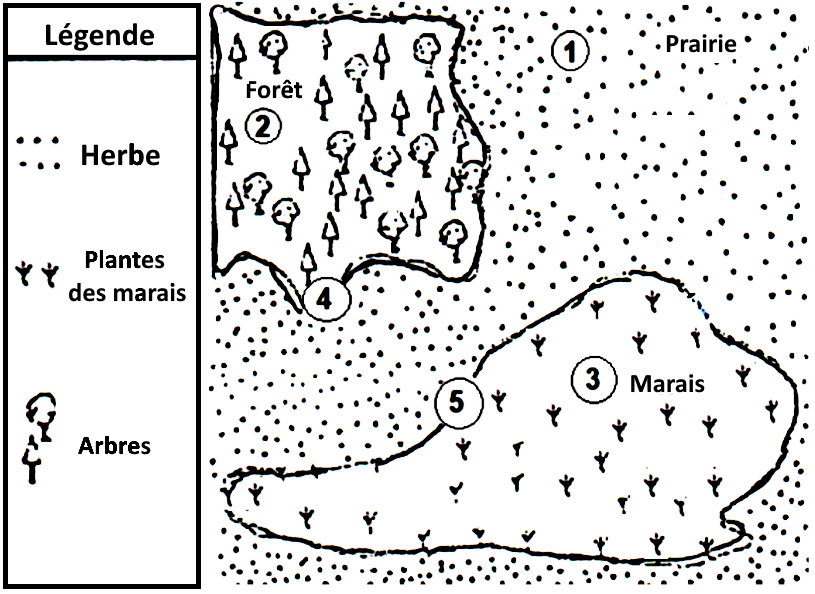 Légende
Herbe
Plantes
des marais
Arbres
1
Prairie
Forêt
2
4
3
Marais
5